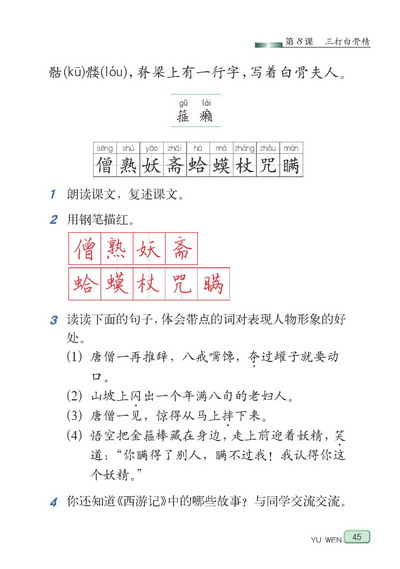 第8课 三打白骨精
骷(kū)髅(lóu)，脊梁上有一行字，写着白骨夫人。
gū lài
箍 癞
sēng shú yāo zhāi há má zhàng zhòu mán
僧 熟 妖 斋 蛤 蟆 杖 咒 瞒
1 朗读课文，复述课文。
2 用钢笔描红。
僧 熟 妖 斋
蛤 蟆 杖 咒 瞒
3 读读下面的句子，体会带点的词对表现人物形象的好
处。
(1) 唐僧一再推辞，八戒嘴馋，夺过罐子就要动
口。
(2) 山坡上闪出一个年满八旬的老妇人。
(3) 唐僧一见，惊得从马上摔下来。
(4) 悟空把金箍棒藏在身边，走上前迎着妖精，笑
道：“你瞒得了别人，瞒不过我！我认得你这
个妖精。”
4 你还知道《西游记》中的哪些故事？与同学交流交流。
YU WEN 45